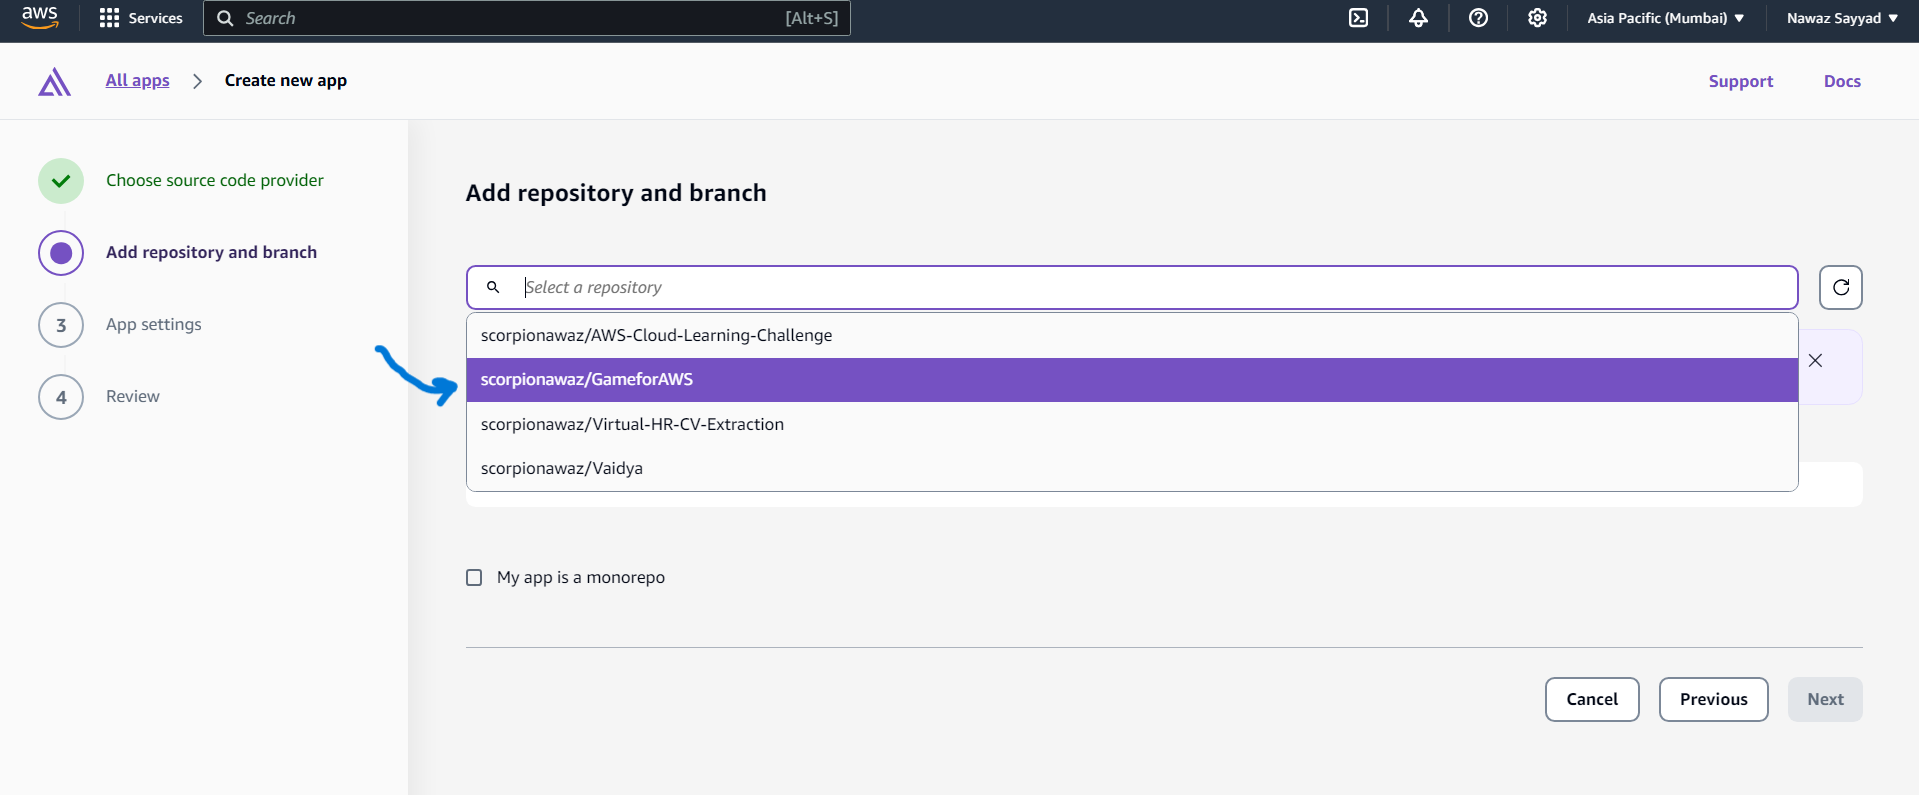 aws Services Search [Alt+S] Asia Pacific (Mumbai) Nawaz Sayyad
All apps Create new app Support Docs
Choose source code provider
Add repository and branch
3 App settings
4 Review
Add repository and branch
Select a repository
scorpionawaz/AWS-Cloud-Learning-Challenge
scorpionawaz/GameforAWS
scorpionawaz/Virtual-HR-CV-Extraction
scorpionawaz/Vaidya
My app is a monorepo
Cancel Previous Next